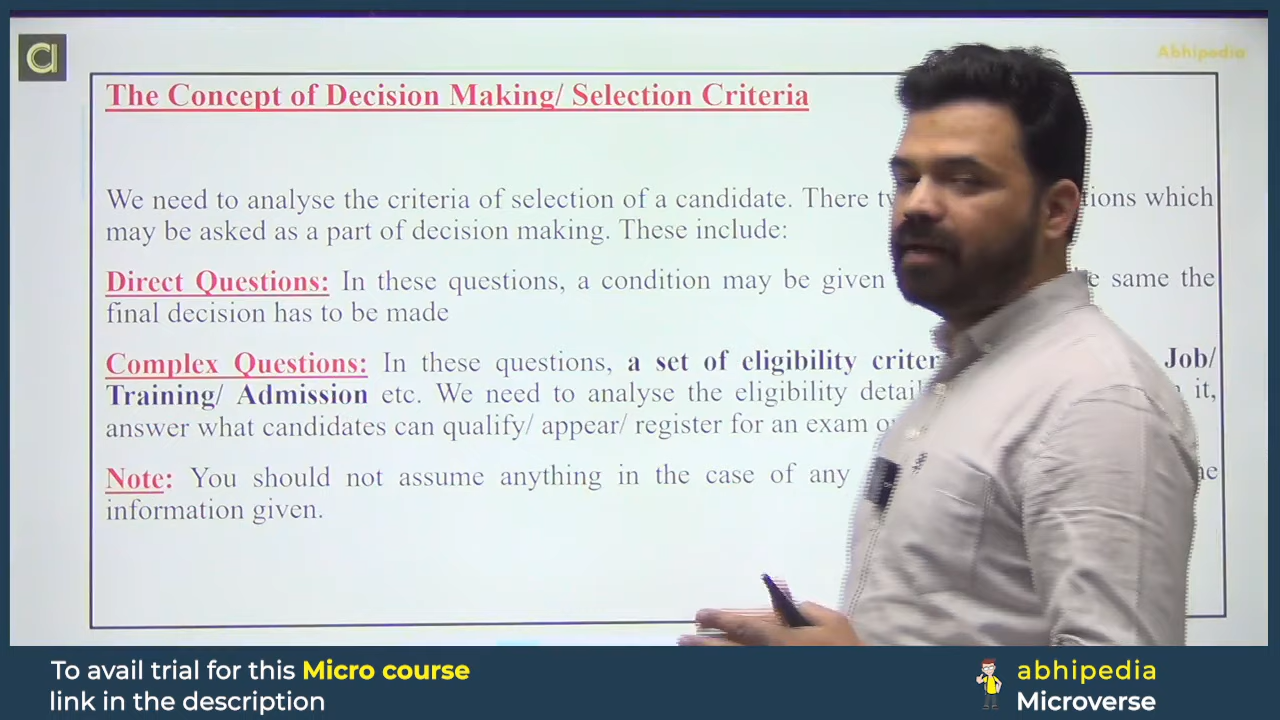 Abhipedia
The Concept of Decision Making/ Selection Criteria
We need to analyse the criteria of selection of a candidate. There which
may be asked as a part of decision making. These include:
Direct Questions: In these questions, a condition may be given same the
final decision has to be made
Complex Questions: In these questions, a set of eligibility Job/
Training/ Admission etc. We need to analyse the eligibility it,
answer what candidates can qualify/ appear/ register for an exam
Note: You should not assume anything in the case of any
information given.
To avail trial for this Micro course
link in the description
abhipedia
Microverse